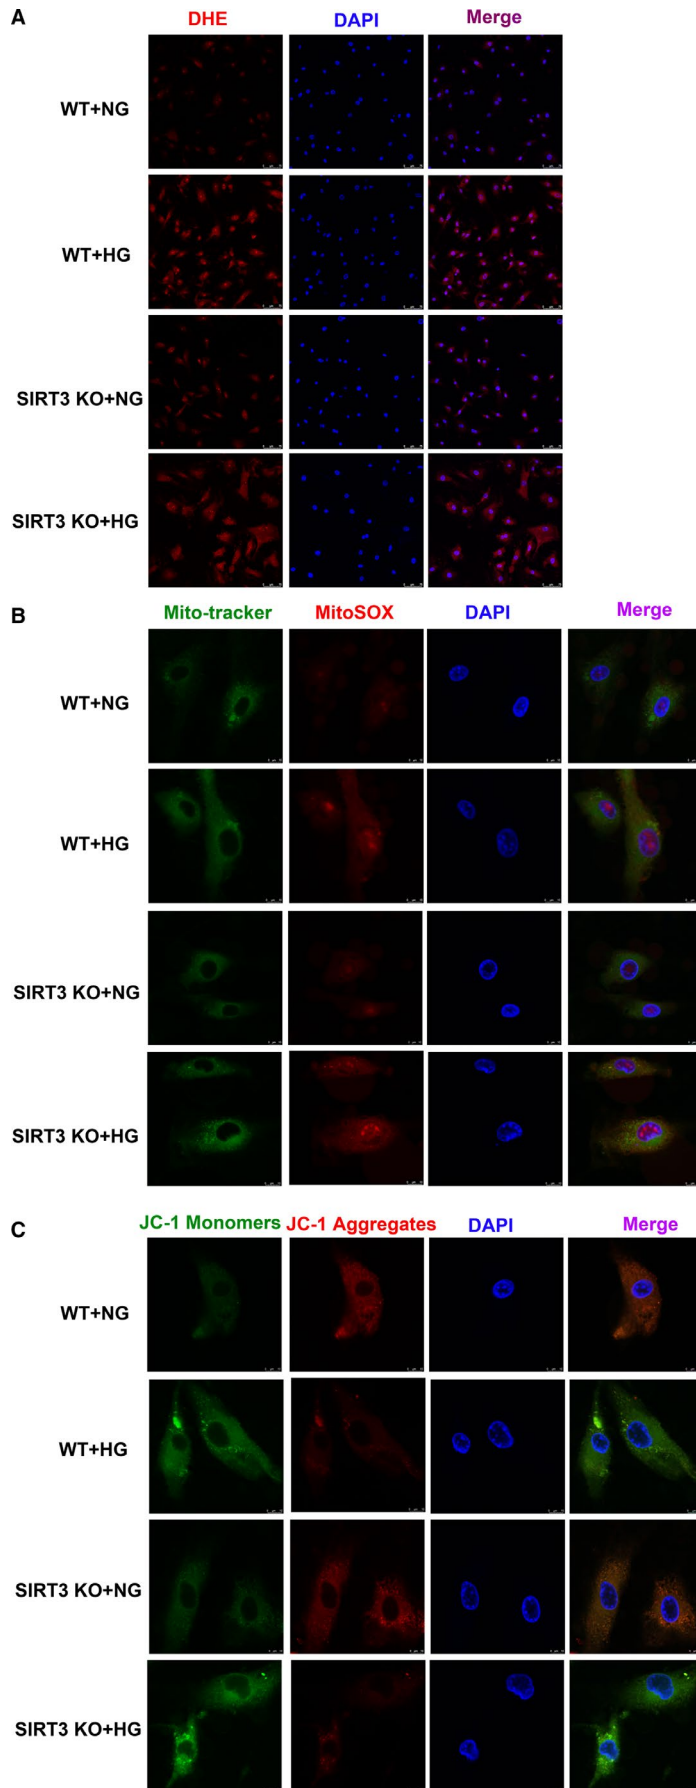 A
DHE DAPI Merge
WT+NG
WT+HG
SIRT3 KO+NG
SIRT3 KO+HG
B
Mito-tracker MitoSOX DAPI Merge
WT+NG
WT+HG
SIRT3 KO+NG
SIRT3 KO+HG
C
JC-1 Monomers JC-1 Aggregates DAPI Merge
WT+NG
WT+HG
SIRT3 KO+NG
SIRT3 KO+HG